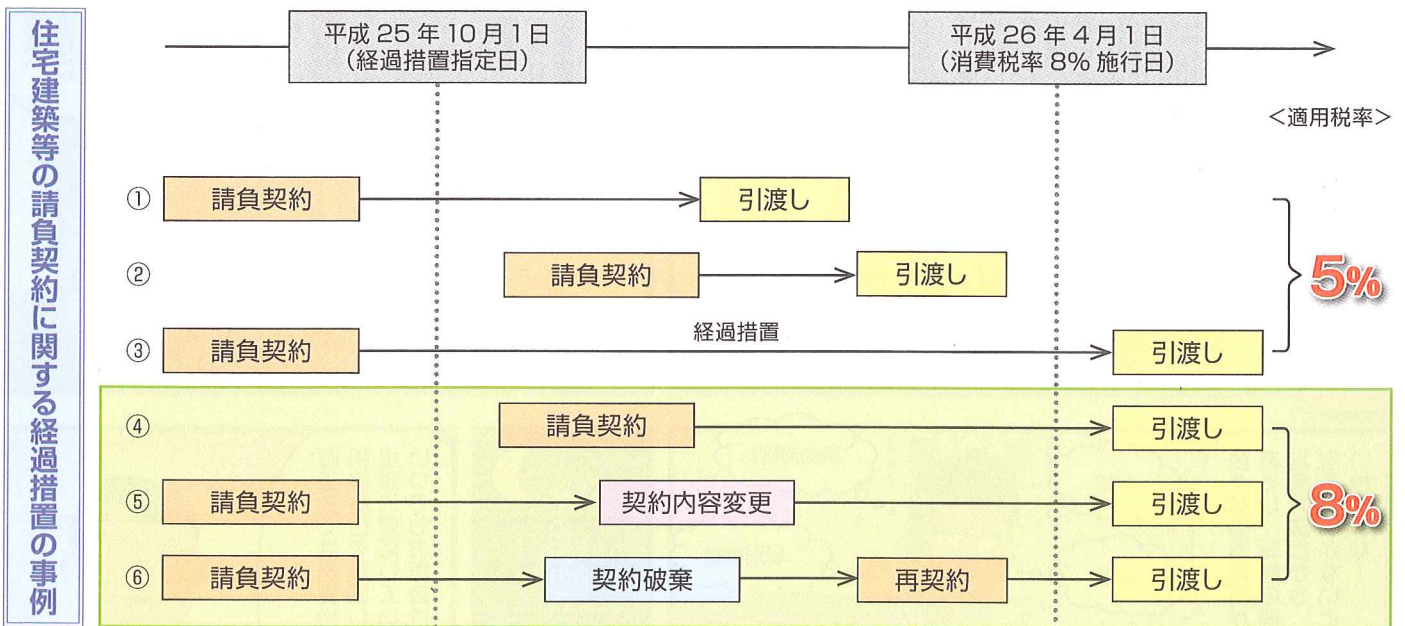 住宅建築等の請負契約に関する経過措置の事例
平成25年10月1日
(経過措置指定日)
平成26年4月1日
(消費税率8%施行日)
<適用税率>
① 請負契約 引渡し
② 請負契約 引渡し
5%
経過措置
③ 請負契約 引渡し
④ 請負契約 引渡し
⑤ 請負契約 契約内容変更 引渡し
8%
⑥ 請負契約 契約破棄 再契約 引渡し